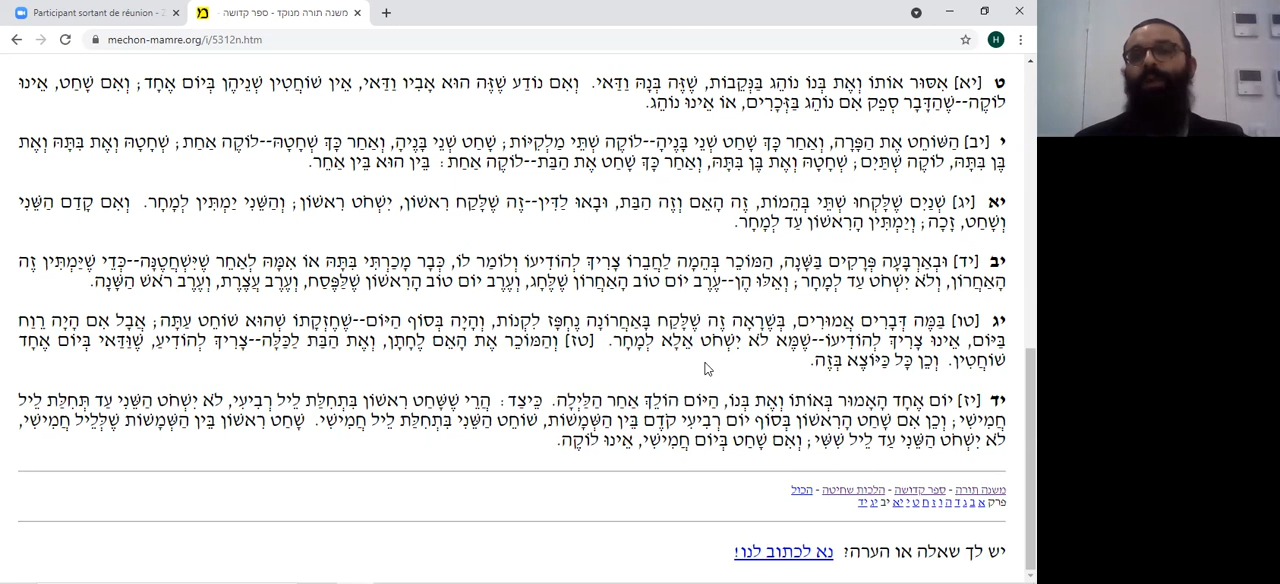 Participant sortant de réunion - Z
משנה תורה מנוקד - ספר קדושה -
mechon-mamre.org/i/5312n.htm
H
ט [יא] אִסּוּר אוֹתוֹ וְאֶת בְּנוֹ נוֹהֵג בַּנְּקֵבוֹת, שֶׁזֶּה בְּנָהּ וַדַּאי. וְאִם נוֹדַע שֶׁזֶּה הוּא אָבִיו וַדַּאי, אֵין שׁוֹחֲטִין שְׁנֵיהֶן בְּיוֹם אֶחָד; וְאִם שָׁחַט, אֵינוּ
לוֹקֶה--שֶׁהַדָּבָר סְפֵק אִם נוֹהֵג בַּזְּכָרִים, אוֹ אֵינוּ נוֹהֵג.
י [יב] הַשּׁוֹחֵט אֶת הַפָּרָה, וְאַחַר כָּךְ שָׁחַט שְׁנֵי בָּנֶיהָ--לוֹקֶה שְׁתֵּי מַלְקִיּוֹת; שָׁחַט שְׁנֵי בָּנֶיהָ, וְאַחַר כָּךְ שְׁחָטָהּ--לוֹקֶה אַחַת; שְׁחָטָהּ וְאֶת בִּתָּהּ וְאֶת
בֶּן בִּתָּהּ, לוֹקֶה שְׁתַּיִם; שְׁחָטָהּ וְאֶת בֶּן בִּתָּהּ, וְאַחַר כָּךְ שָׁחַט אֶת הַבַּת--לוֹקֶה אַחַת: בֵּין הוּא בֵּין אַחֵר.
יא [יג] שְׁנַיִם שֶׁלָּקְחוּ שְׁתֵּי בְּהֵמוֹת, זֶה הָאֵם וְזֶה הַבַּת, וּבָאוּ לַדִּין--זֶה שֶׁלָּקַח רִאשׁוֹן, יִשְׁחֹט רִאשׁוֹן; וְהַשֵּׁנִי יַמְתִּין לְמָחָר. וְאִם קָדַם הַשֵּׁנִי
וְשָׁחַט, זָכָה; וְיַמְתִּין הָרִאשׁוֹן עַד לְמָחָר.
יב [יד] וּבְאַרְבָּעָה פְּרָקִים בַּשָּׁנָה, הַמּוֹכֵר בְּהֵמָה לַחֲבֵרוֹ צָרִיךְ לְהוֹדִיעוֹ וְלוֹמַר לוֹ, כְּבָר מָכַרְתִּי בִּתָּהּ אוֹ אִמָּהּ לְאַחֵר שֶׁיִּשְׁחֲטֶנָּה--כְּדֵי שֶׁיַּמְתִּין זֶה
הָאַחֲרוֹן, וְלֹא יִשְׁחֹט עַד לְמָחָר; וְאֵלּוּ הֶן--עֶרֶב יוֹם טוֹב הָאַחֲרוֹן שֶׁלֶּחָג, וְעֶרֶב יוֹם טוֹב הָרִאשׁוֹן שֶׁלַּפֶּסַח, וְעֶרֶב עֲצֶרֶת, וְעֶרֶב רֹאשׁ הַשָּׁנָה.
יג [טו] בַּמֶּה דְּבָרִים אֲמוּרִים, בְּשֶׁרָאָה זֶה שֶׁלָּקַח בָּאַחֲרוֹנָה נֶחְפָּז לִקְנוֹת, וְהָיָה בְּסוֹף הַיּוֹם--שֶׁחֶזְקָתוֹ שְׁהוּא שׁוֹחֵט עַתָּה; אֲבָל אִם הָיָה רֵוַח
בַּיּוֹם, אֵינוּ צָרִיךְ לְהוֹדִיעוֹ--שֶׁמֶּא לֹא יִשְׁחֹט אֵלָא לְמָחָר. [טז] וְהַמּוֹכֵר אֶת הָאֵם לֶחָתָן, וְאֶת הַבַּת לַכַּלָּה--צָרִיךְ לְהוֹדִיעַ, שֶׁוַּדַּאי בְּיוֹם אֶחָד
שׁוֹחֲטִין. וְכֵן כָּל כַּיּוֹצֶא בְּזֶה.
יד [יז] יוֹם אֶחָד הָאָמוּר בְּאוֹתוֹ וְאֶת בְּנוֹ, הַיּוֹם הוֹלֵךְ אַחַר הַלַּיְלָה. כֵּיצַד: הֲרֵי שֶׁשָּׁחַט רִאשׁוֹן בִּתְחִלַּת לֵיל רְבִיעִי, לֹא יִשְׁחֹט הַשֵּׁנִי עַד תְּחִלַּת לֵיל
חֲמִישִׁי; וְכֵן אִם שָׁחַט הָרִאשׁוֹן בְּסוֹף יוֹם רְבִיעִי קֹדֶם בֵּין הַשְּׁמָשׁוֹת, שׁוֹחֵט הַשֵּׁנִי בִּתְחִלַּת לֵיל חֲמִישִׁי. שָׁחַט רִאשׁוֹן בֵּין הַשְּׁמָשׁוֹת שֶׁלְּלֵיל חֲמִישִׁי,
לֹא יִשְׁחֹט הַשֵּׁנִי עַד לֵיל שִׁשִּׁי; וְאִם שָׁחַט בְּיוֹם חֲמִישִׁי, אֵינוּ לוֹקֶה.
משנה תורה - ספר קדושה - הלכות שחיטה - הכול
פרק א ב ג ד ה ו ז ח ט י יא יב יג יד
יש לך שאלה או הערה? נא לכתוב לנו!